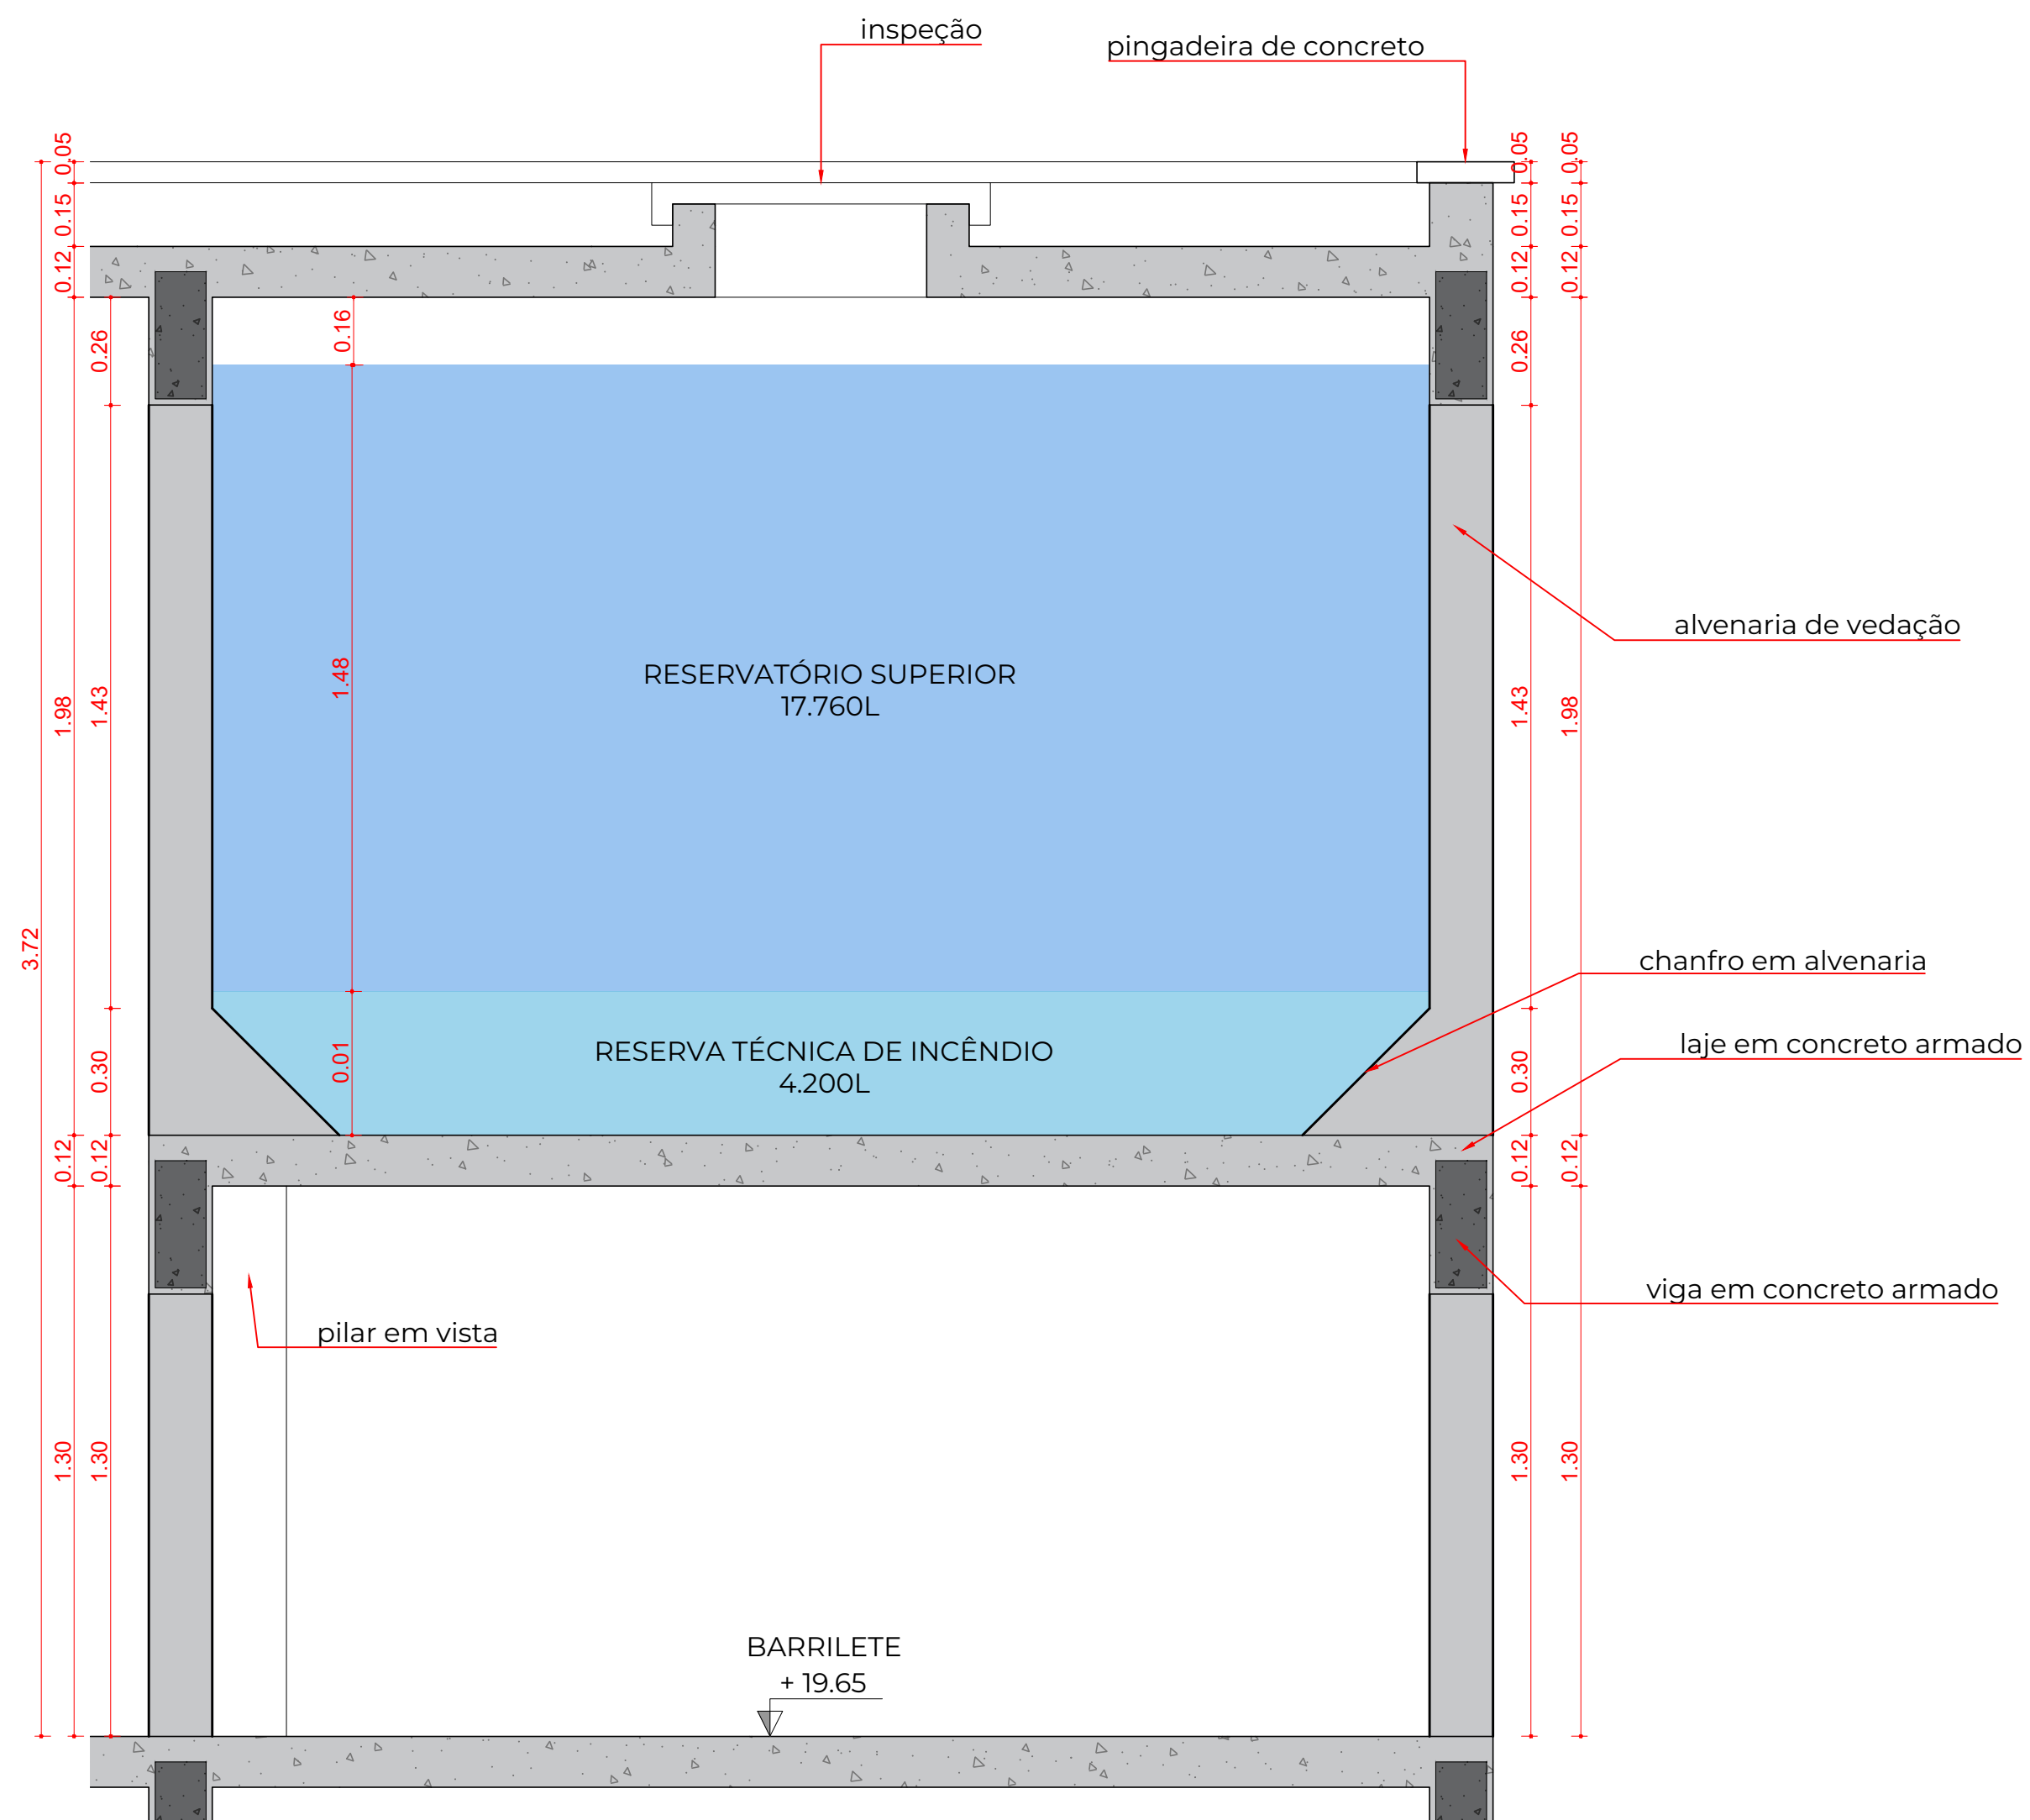 inspeção
pingadeira de concreto
0.05
0.05
0.05
0.15
0.15
0.15
0.12
0.12
0.12
0.26
0.16
0.26
alvenaria de vedação
RESERVATÓRIO SUPERIOR
17.760L
1.98
1.43
1.48
1.43
1.98
3.72
chanfro em alvenaria
laje em concreto armado
RESERVA TÉCNICA DE INCÊNDIO
4.200L
0.30
0.01
0.30
0.12
0.12
0.12
0.12
viga em concreto armado
pilar em vista
1.30
1.30
1.30
1.30
BARRILETE
+ 19.65